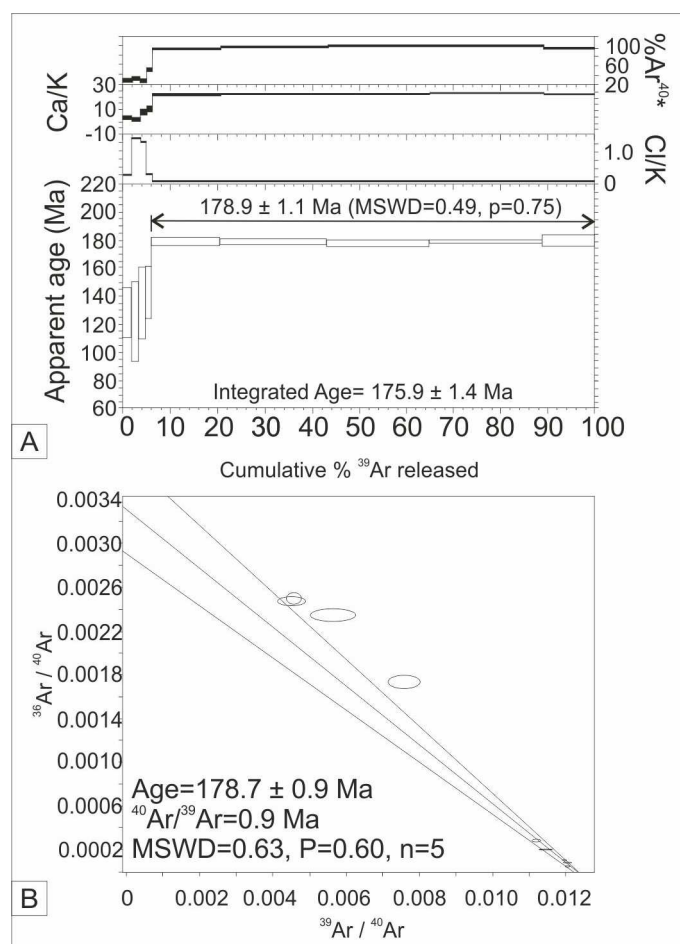 %Ar⁴⁰*
100
60
20
Ca/K
30
10
-10
Cl/K
1.0
0
Apparent age (Ma)
220
200
180
160
140
120
100
80
60
178.9 ± 1.1 Ma (MSWD=0.49, p=0.75)
Integrated Age= 175.9 ± 1.4 Ma
0 10 20 30 40 50 60 70 80 90 100
Cumulative % ³⁹Ar released
A
0.0034
0.0030
0.0026
0.0022
0.0018
0.0014
0.0010
0.0006
0.0002
³⁶Ar / ⁴⁰Ar
Age=178.7 ± 0.9 Ma
⁴⁰Ar/³⁹Ar=0.9 Ma
MSWD=0.63, P=0.60, n=5
0 0.002 0.004 0.006 0.008 0.010 0.012
³⁹Ar / ⁴⁰Ar
B